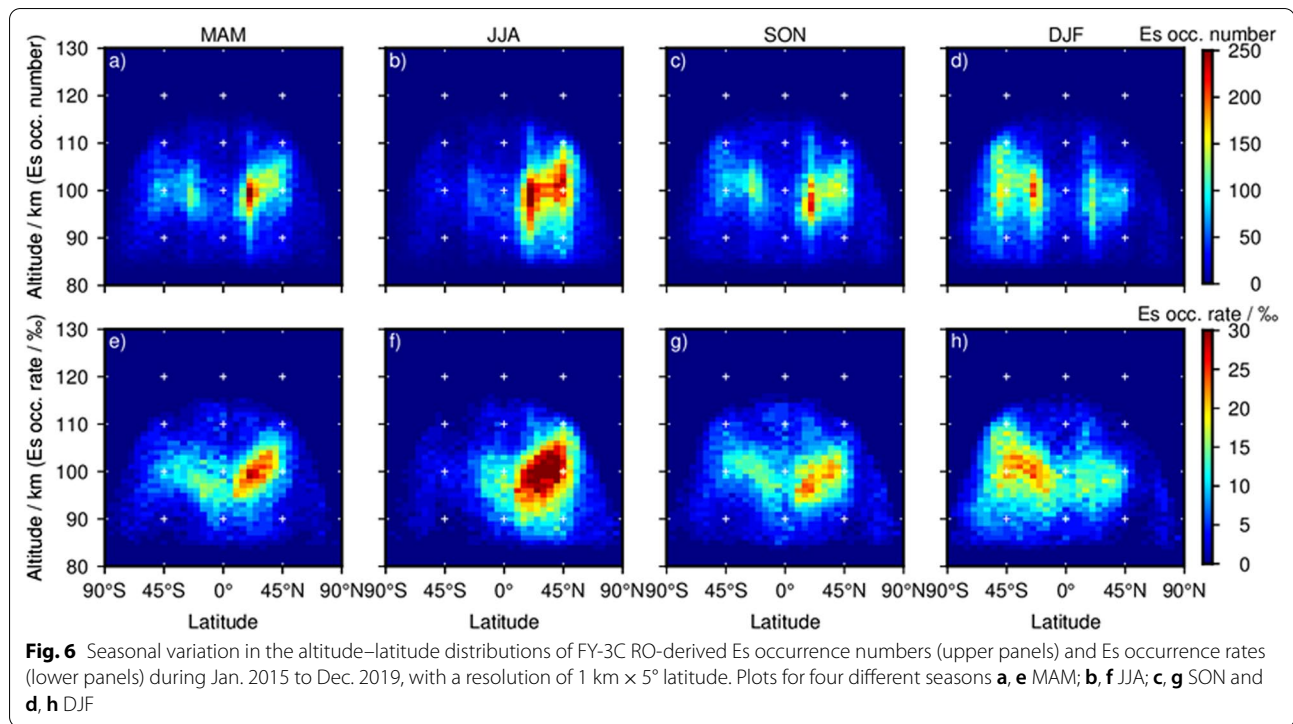 MAM JJA SON DJF Es occ. number
Altitude / km (Es occ. number)
130
120
110
100
90
80
a) b) c) d)
250
200
150
100
50
0
Es occ. rate / ‰
Altitude / km (Es occ. rate / ‰)
130
120
110
100
90
80
e) f) g) h)
30
25
20
15
10
5
0
90°S 45°S 0° 45°N 90°N/90°S 45°S 0° 45°N 90°N/90°S 45°S 0° 45°N 90°N/90°S 45°S 0° 45°N 90°N
Latitude Latitude Latitude Latitude
Fig. 6 Seasonal variation in the altitude–latitude distributions of FY-3C RO-derived Es occurrence numbers (upper panels) and Es occurrence rates
(lower panels) during Jan. 2015 to Dec. 2019, with a resolution of 1 km × 5° latitude. Plots for four different seasons a, e MAM; b, f JJA; c, g SON and
d, h DJF